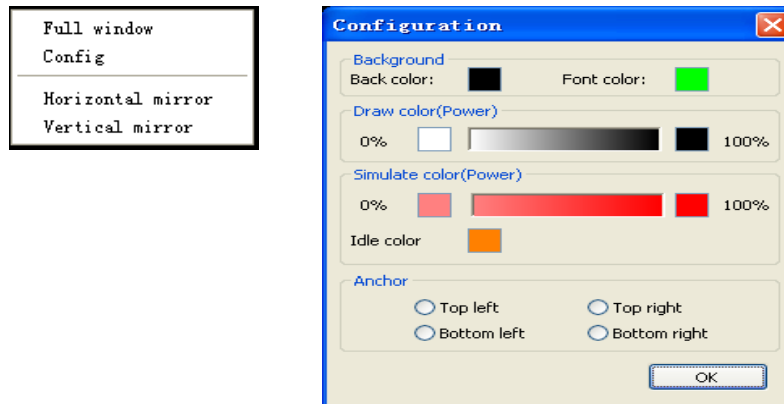 Full window
Config
Horizontal mirror
Vertical mirror
Configuration
Background
Back color: Font color:
Draw color(Power)
0% 100%
Simulate color(Power)
0% 100%
Idle color
Anchor
Top left Top right
Bottom left Bottom right
OK